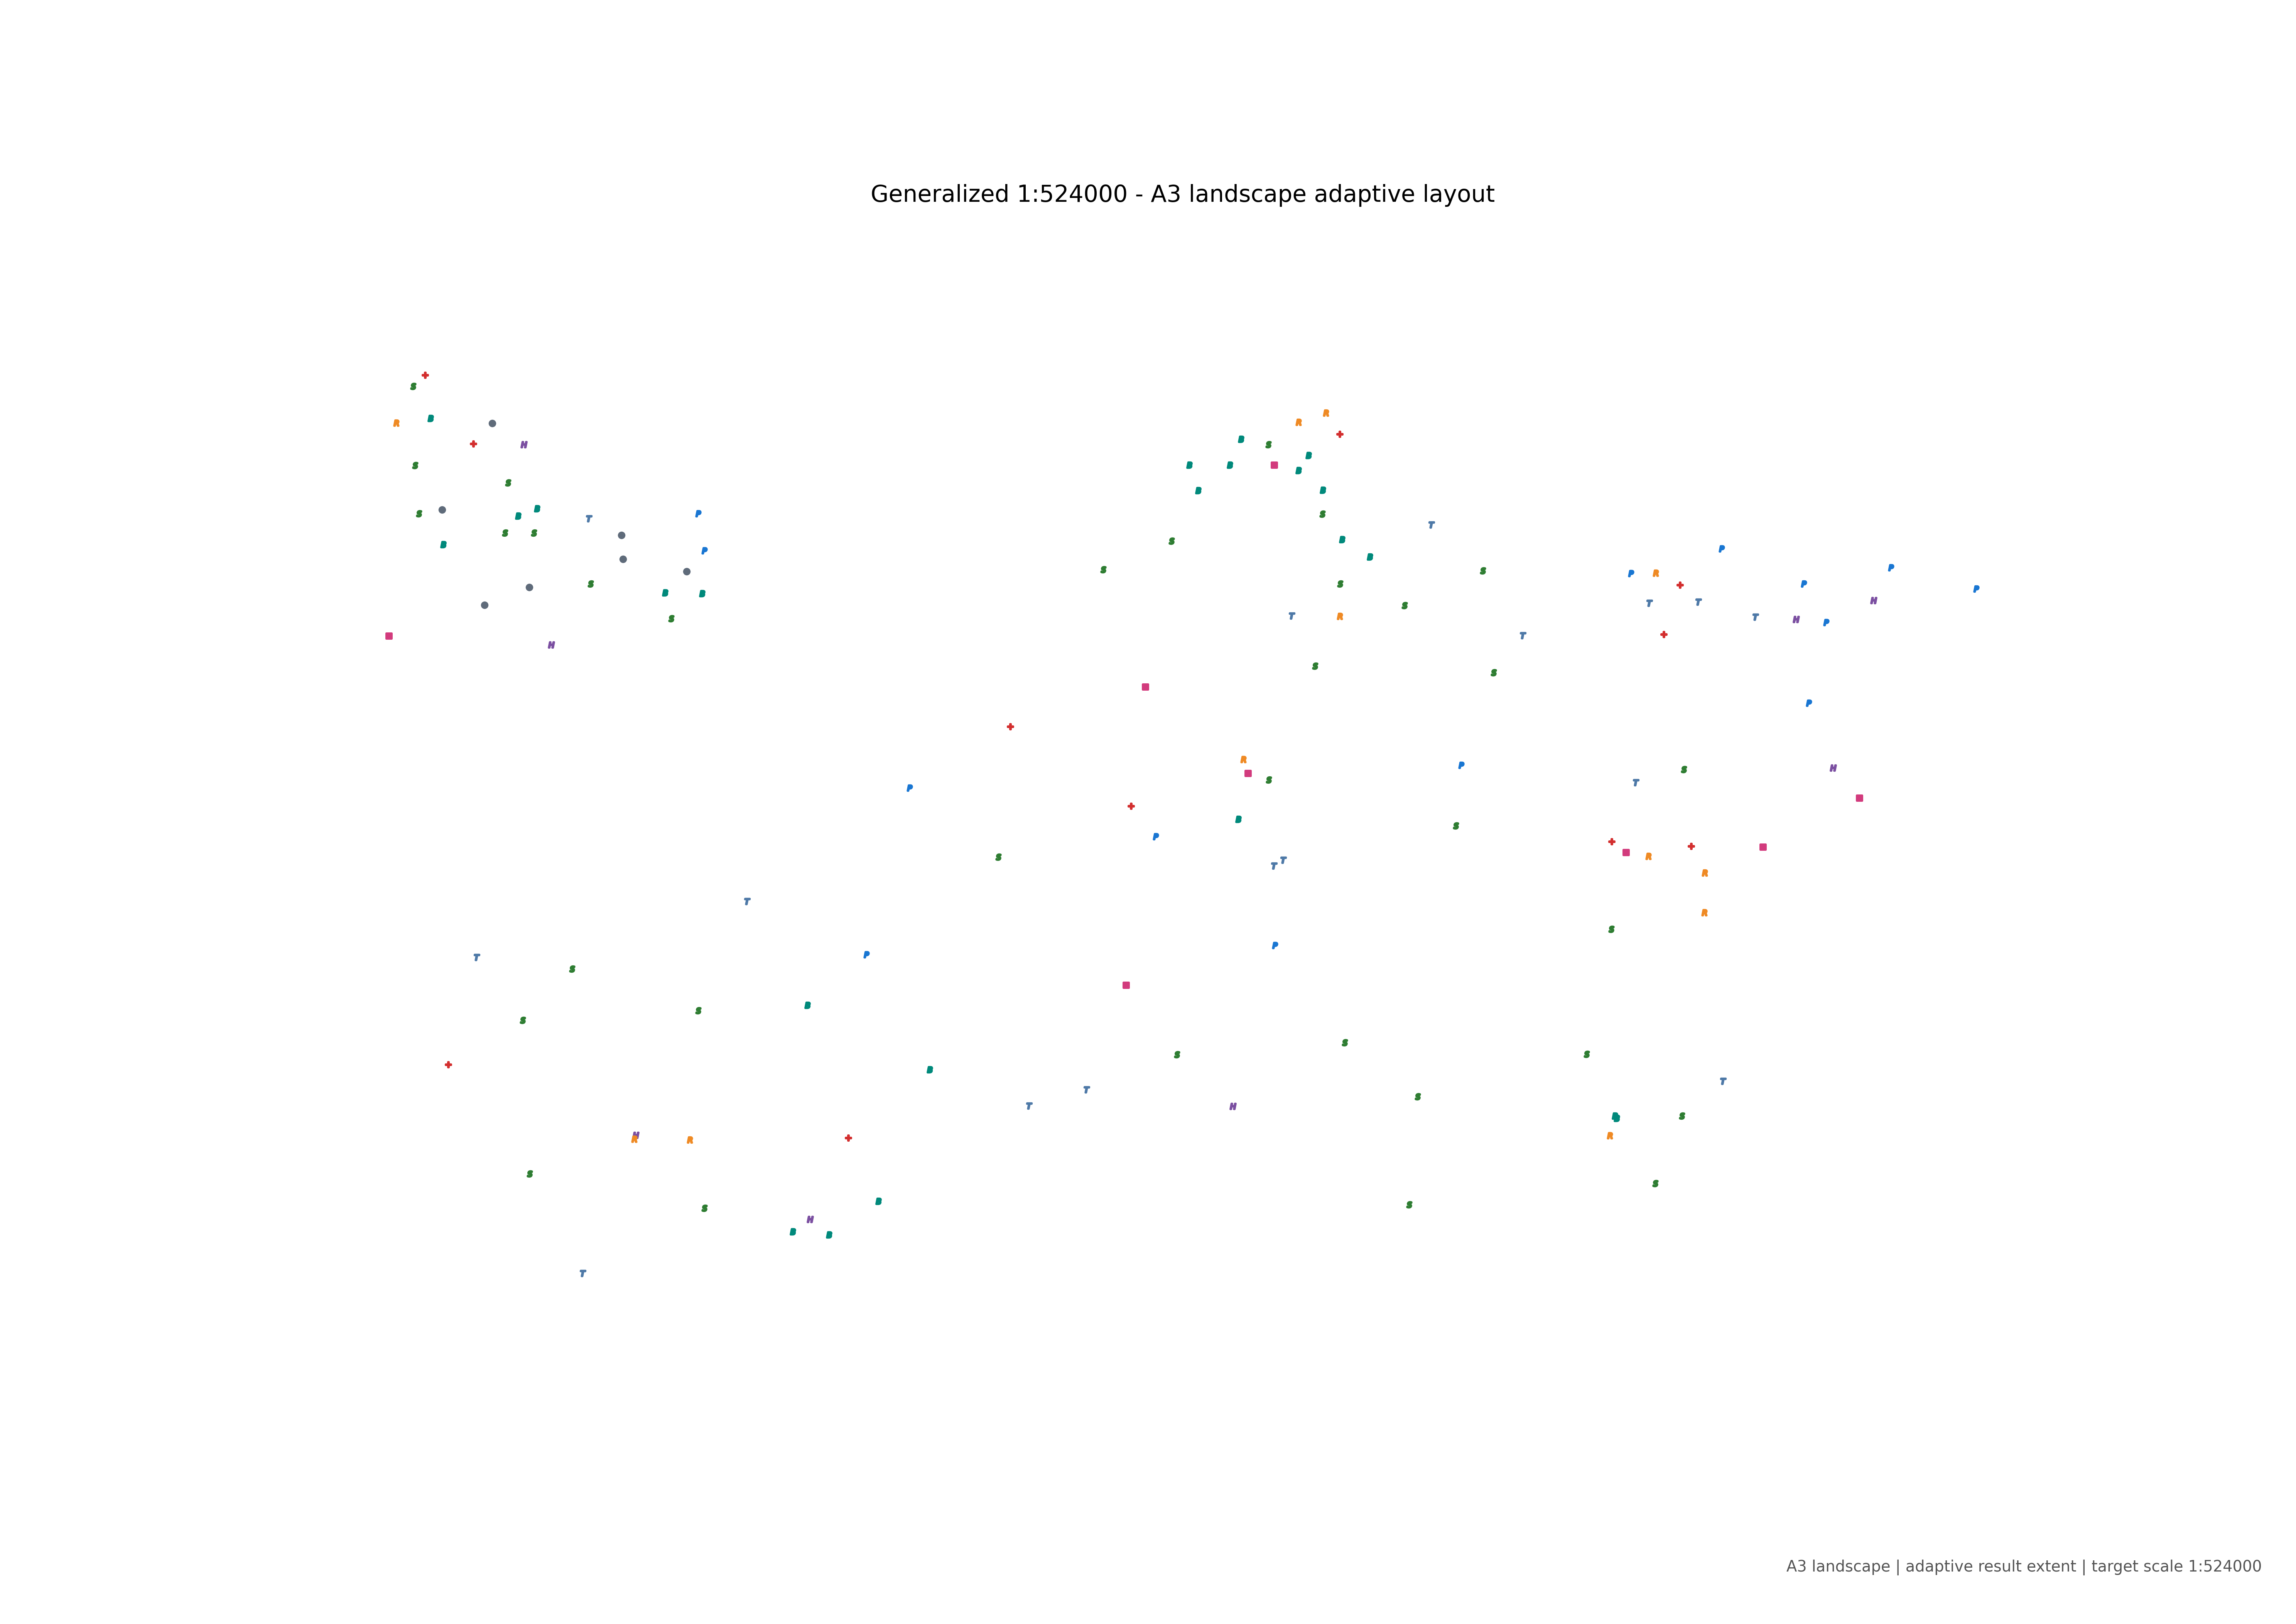 Generalized 1:524000 - A3 landscape adaptive layout
A3 landscape | adaptive result extent | target scale 1:524000